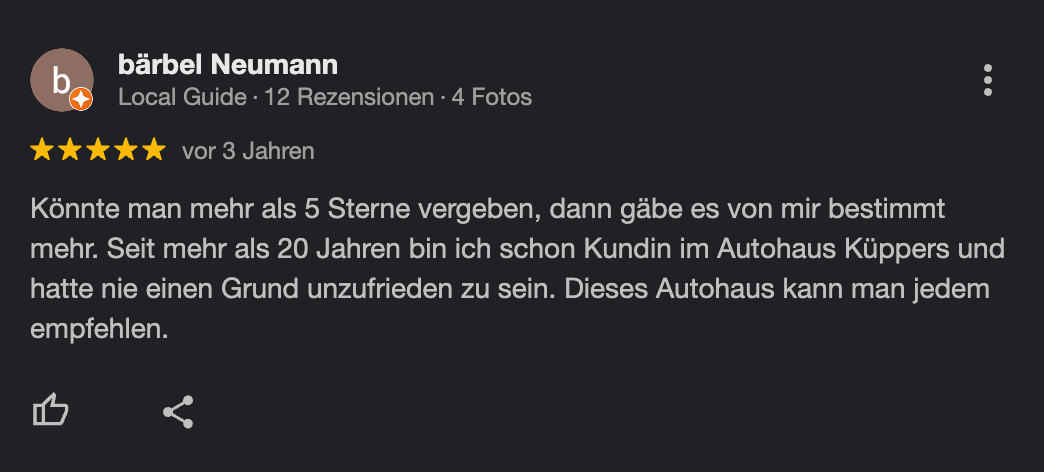 b
bärbel Neumann
Local Guide · 12 Rezensionen · 4 Fotos
vor 3 Jahren
Könnte man mehr als 5 Sterne vergeben, dann gäbe es von mir bestimmt
mehr. Seit mehr als 20 Jahren bin ich schon Kundin im Autohaus Küppers und
hatte nie einen Grund unzufrieden zu sein. Dieses Autohaus kann man jedem
empfehlen.